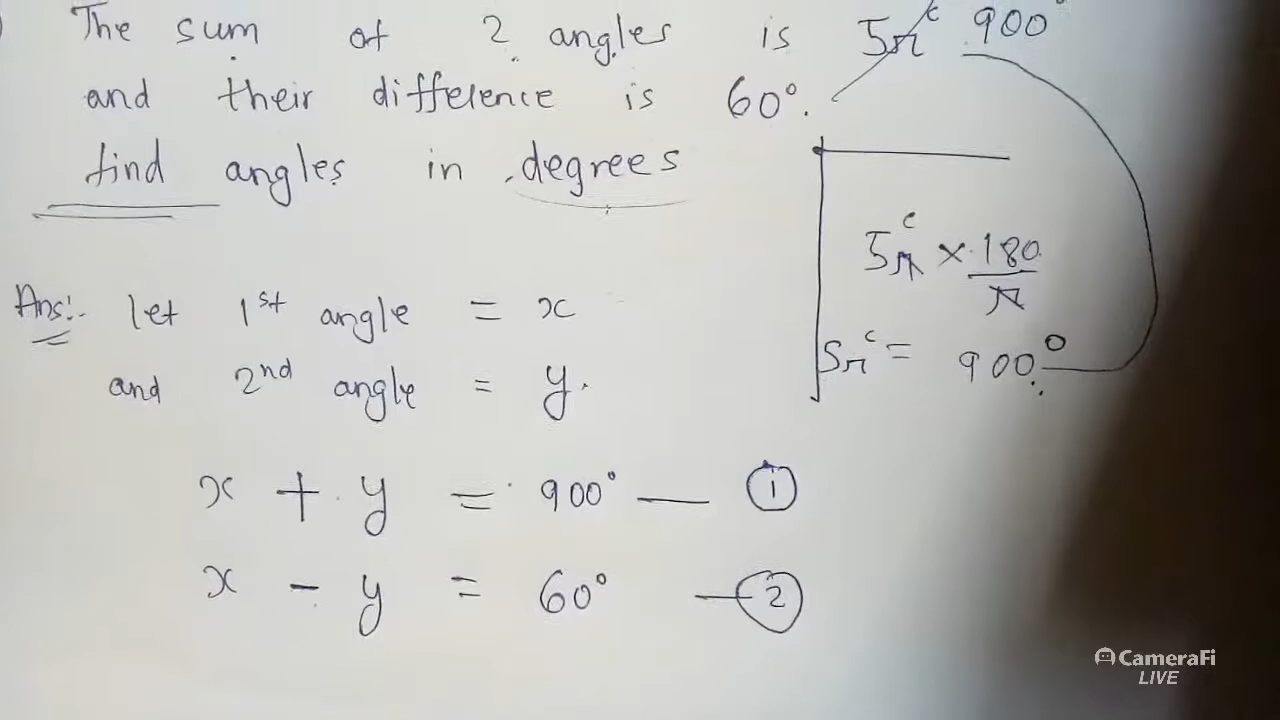 The sum of 2 angles is 5π^c 900°
and their difference is 60°.
find angles in degrees
5π^c × 180/π
5π^c = 900°
Ans:- let 1st angle = x
and 2nd angle = y.
x + y = 900° — ①
x - y = 60° — ②
CameraFi
LIVE